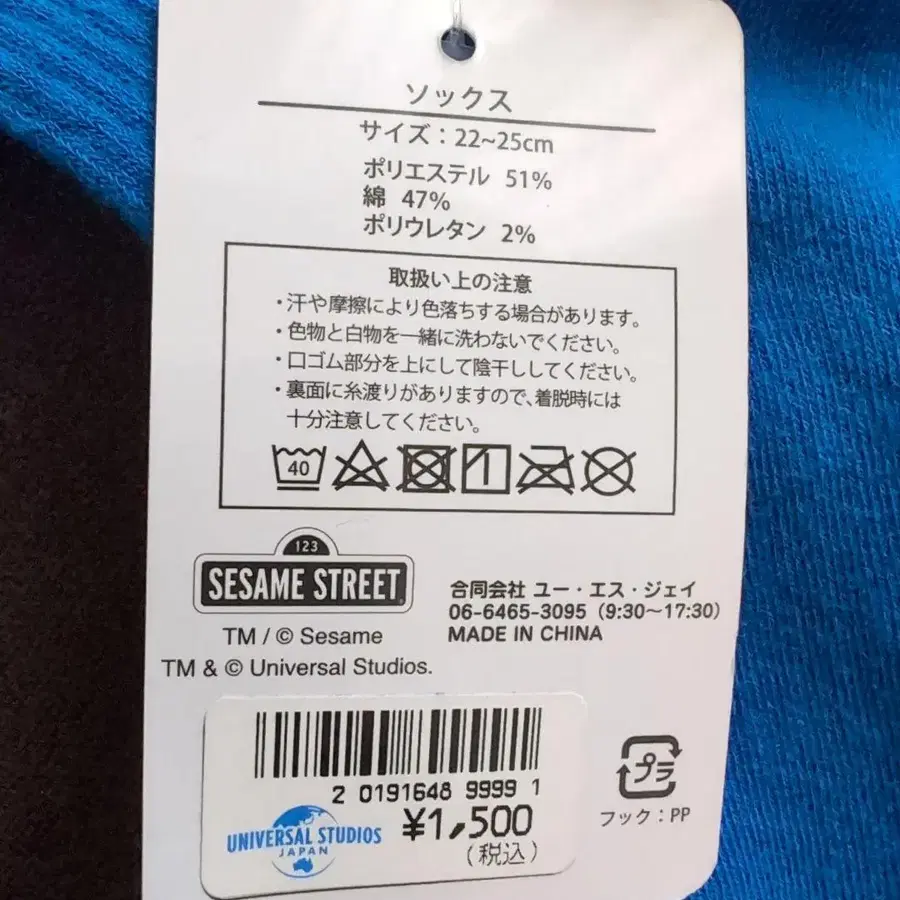 ソックス
サイズ：22~25cm
ポリエステル 51%
綿 47%
ポリウレタン 2%
取扱い上の注意
・汗や摩擦により色落ちする場合があります。
・色物と白物を一緒に洗わないでください。
・口ゴム部分を上にして陰干ししてください。
・裏面に糸渡りがありますので、着脱時には
十分注意してください。
40
123
SESAME STREET
TM / © Sesame
TM & © Universal Studios.
合同会社 ユー・エス・ジェイ
06-6465-3095（9:30～17:30）
MADE IN CHINA
2 0191648 9999 1
¥1,500
（税込）
UNIVERSAL STUDIOS
JAPAN
プラ
フック：PP